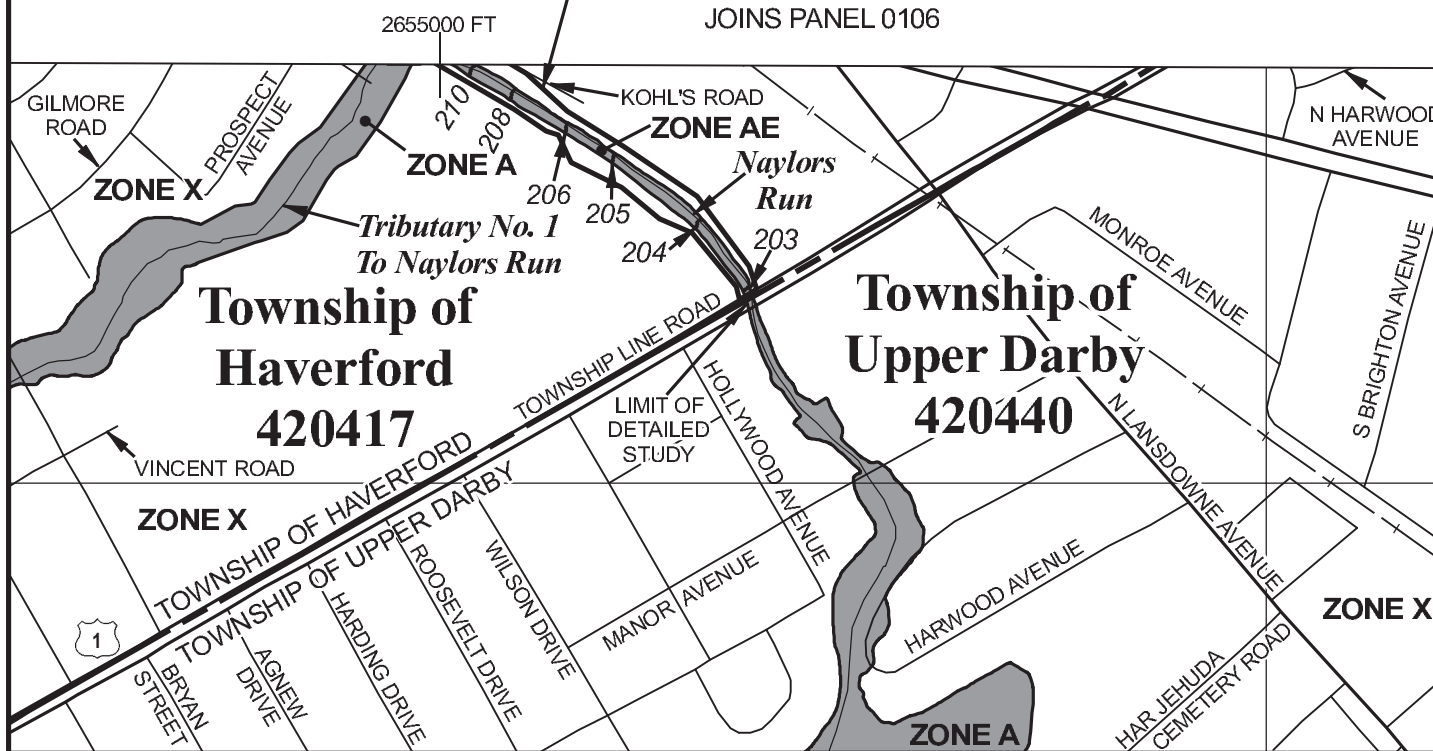 2655000 FT
JOINS PANEL 0106
GILMORE
ROAD
PROSPECT
AVENUE
ZONE X
ZONE A
210
208
206
205
204
203
KOHL'S ROAD
ZONE AE
Naylors
Run
N HARWOOD
AVENUE
Tributary No. 1
To Naylors Run
Township of
Haverford
420417
Township of
Upper Darby
420440
MONROE AVENUE
S BRIGHTON AVENUE
TOWNSHIP LINE ROAD
LIMIT OF
DETAILED
STUDY
HOLLYWOOD AVENUE
N LANSDOWNE AVENUE
VINCENT ROAD
ZONE X
TOWNSHIP OF HAVERFORD
TOWNSHIP OF UPPER DARBY
1
BRYAN
STREET
AGNEW
DRIVE
HARDING DRIVE
ROOSEVELT DRIVE
WILSON DRIVE
MANOR AVENUE
HARWOOD AVENUE
ZONE X
HAR JEHUDA
CEMETERY ROAD
ZONE A